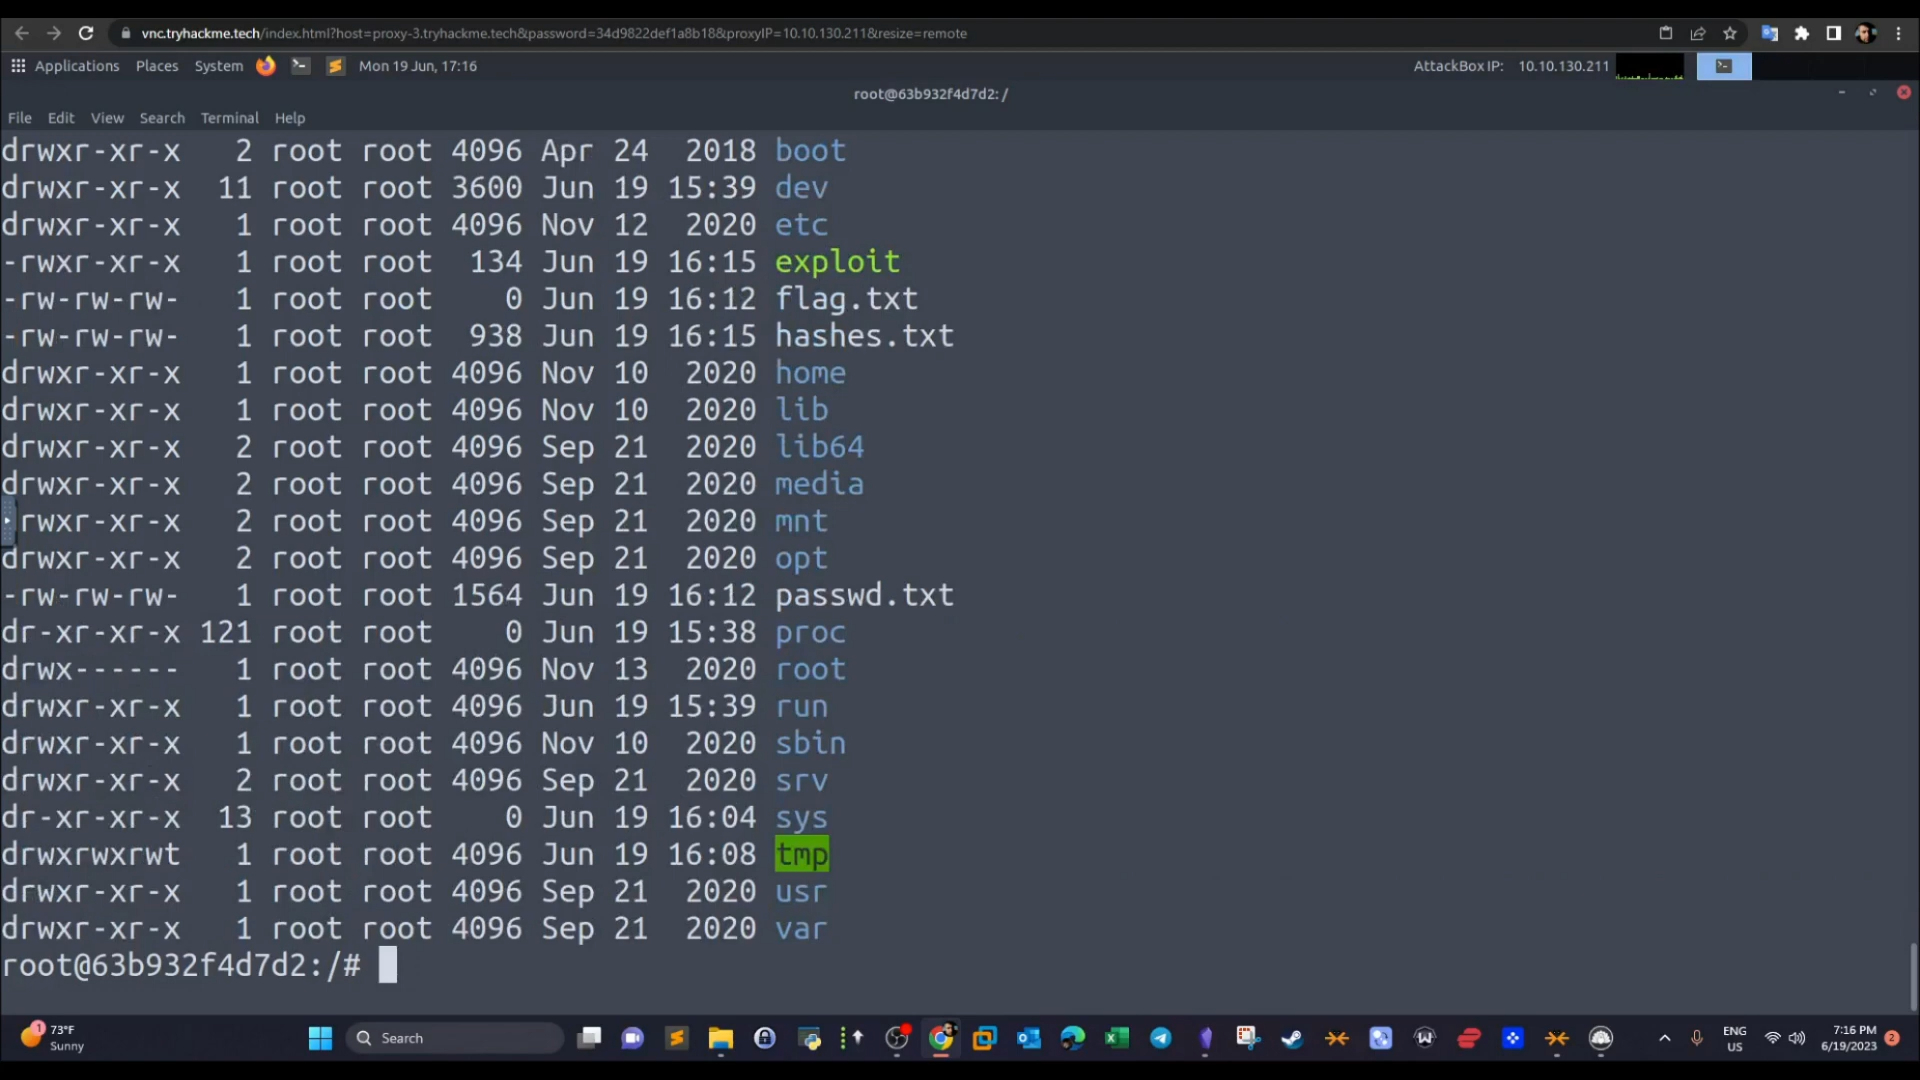 vnc.tryhackme.tech/index.html?host=proxy-3.tryhackme.tech&password=34d9822def1a8b18&proxyIP=10.10.130.211&resize=remote
Applications Places System Mon 19 Jun, 17:16 AttackBox IP: 10.10.130.211
root@63b932f4d7d2: /
File Edit View Search Terminal Help
drwxr-xr-x 2 root root 4096 Apr 24 2018 boot
drwxr-xr-x 11 root root 3600 Jun 19 15:39 dev
drwxr-xr-x 1 root root 4096 Nov 12 2020 etc
-rwxr-xr-x 1 root root 134 Jun 19 16:15 exploit
-rw-rw-rw- 1 root root 0 Jun 19 16:12 flag.txt
-rw-rw-rw- 1 root root 938 Jun 19 16:15 hashes.txt
drwxr-xr-x 1 root root 4096 Nov 10 2020 home
drwxr-xr-x 1 root root 4096 Nov 10 2020 lib
drwxr-xr-x 2 root root 4096 Sep 21 2020 lib64
drwxr-xr-x 2 root root 4096 Sep 21 2020 media
rwxr-xr-x 2 root root 4096 Sep 21 2020 mnt
drwxr-xr-x 2 root root 4096 Sep 21 2020 opt
-rw-rw-rw- 1 root root 1564 Jun 19 16:12 passwd.txt
dr-xr-xr-x 121 root root 0 Jun 19 15:38 proc
drwx------ 1 root root 4096 Nov 13 2020 root
drwxr-xr-x 1 root root 4096 Jun 19 15:39 run
drwxr-xr-x 1 root root 4096 Nov 10 2020 sbin
drwxr-xr-x 2 root root 4096 Sep 21 2020 srv
dr-xr-xr-x 13 root root 0 Jun 19 16:04 sys
drwxrwxrwt 1 root root 4096 Jun 19 16:08 tmp
drwxr-xr-x 1 root root 4096 Sep 21 2020 usr
drwxr-xr-x 1 root root 4096 Sep 21 2020 var
root@63b932f4d7d2:/#
1 73°F
Sunny
Search
ENG
US
7:16 PM
6/19/2023
2